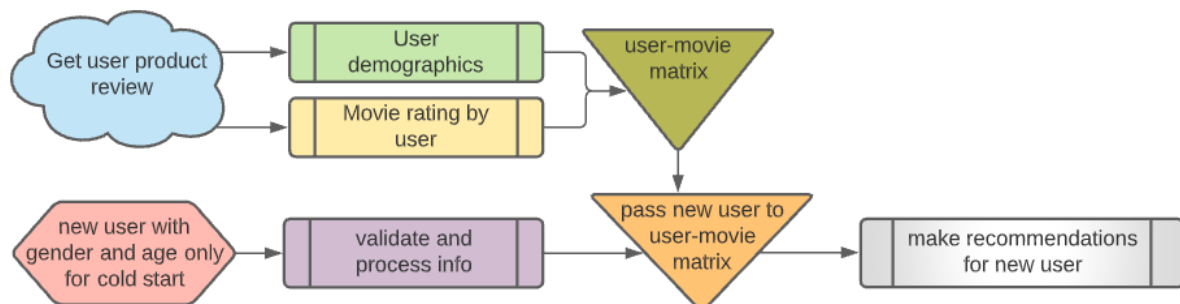 Get user product
review
User
demographics
Movie rating by
user
user-movie
matrix
new user with
gender and age only
for cold start
validate and
process info
pass new user to
user-movie
matrix
make recommendations
for new user